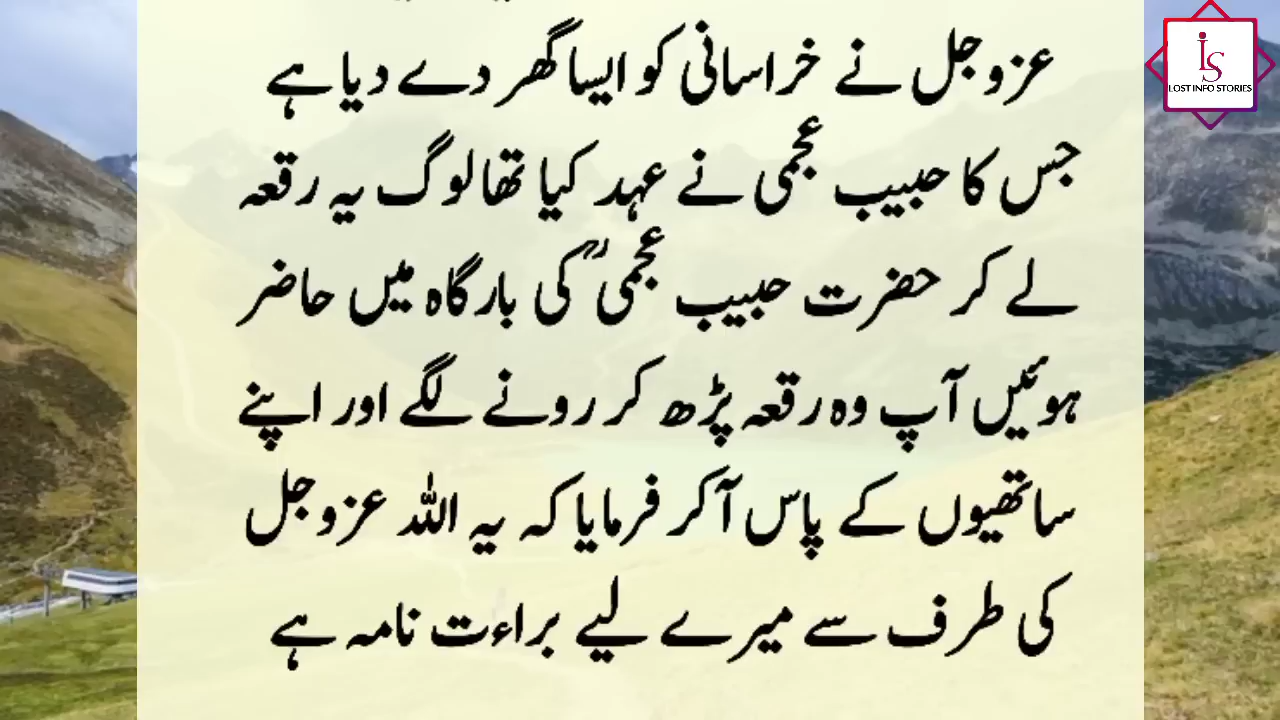 عزوجل نے خراسانی کو ایسا گھر دے دیا ہے
جس کا حبیب عجمی نے عہد کیا تھا لوگ یہ رقعہ
لے کر حضرت حبیب عجمیؒ کی بارگاہ میں حاضر
ہوئیں آپ وہ رقعہ پڑھ کر رونے لگے اور اپنے
ساتھیوں کے پاس آ کر فرمایا کہ یہ اللہ عزوجل
کی طرف سے میرے لیے براءت نامہ ہے
LS
LOST INFO STORIES